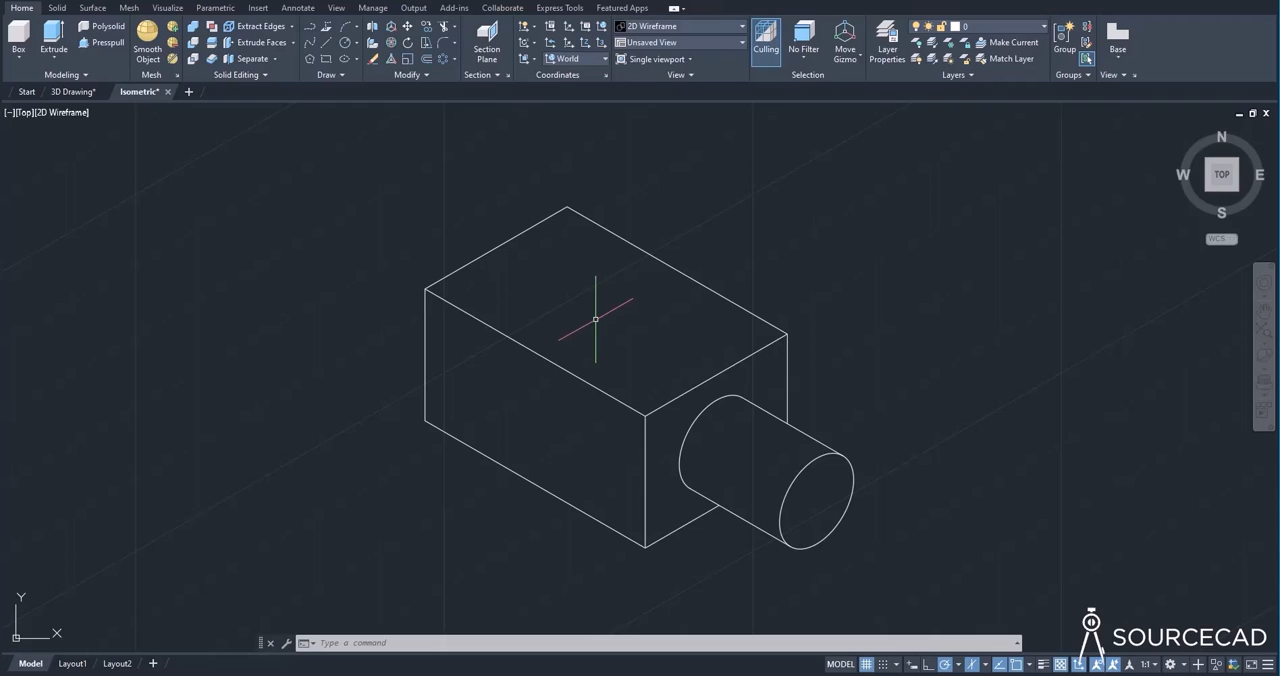 Home Solid Surface Mesh Visualize Parametric Insert Annotate View Manage Output Add-ins Collaborate Express Tools Featured Apps
Box
Extrude
Polysolid
Presspull
Modeling
Smooth
Object
Mesh
Extract Edges
Extrude Faces
Separate
Solid Editing
Draw
Modify
Section
Plane
Section
World
Coordinates
2D Wireframe
Unsaved View
Single viewport
View
Culling
No Filter
Move
Gizmo
Selection
Layer
Properties
0
Make Current
Match Layer
Layers
Group
Groups
Base
View
Start 3D Drawing* Isometric*
[−][Top][2D Wireframe]
N
W TOP E
S
WCS
Y
X
Type a command
SOURCECAD
Model Layout1 Layout2
MODEL 1:1